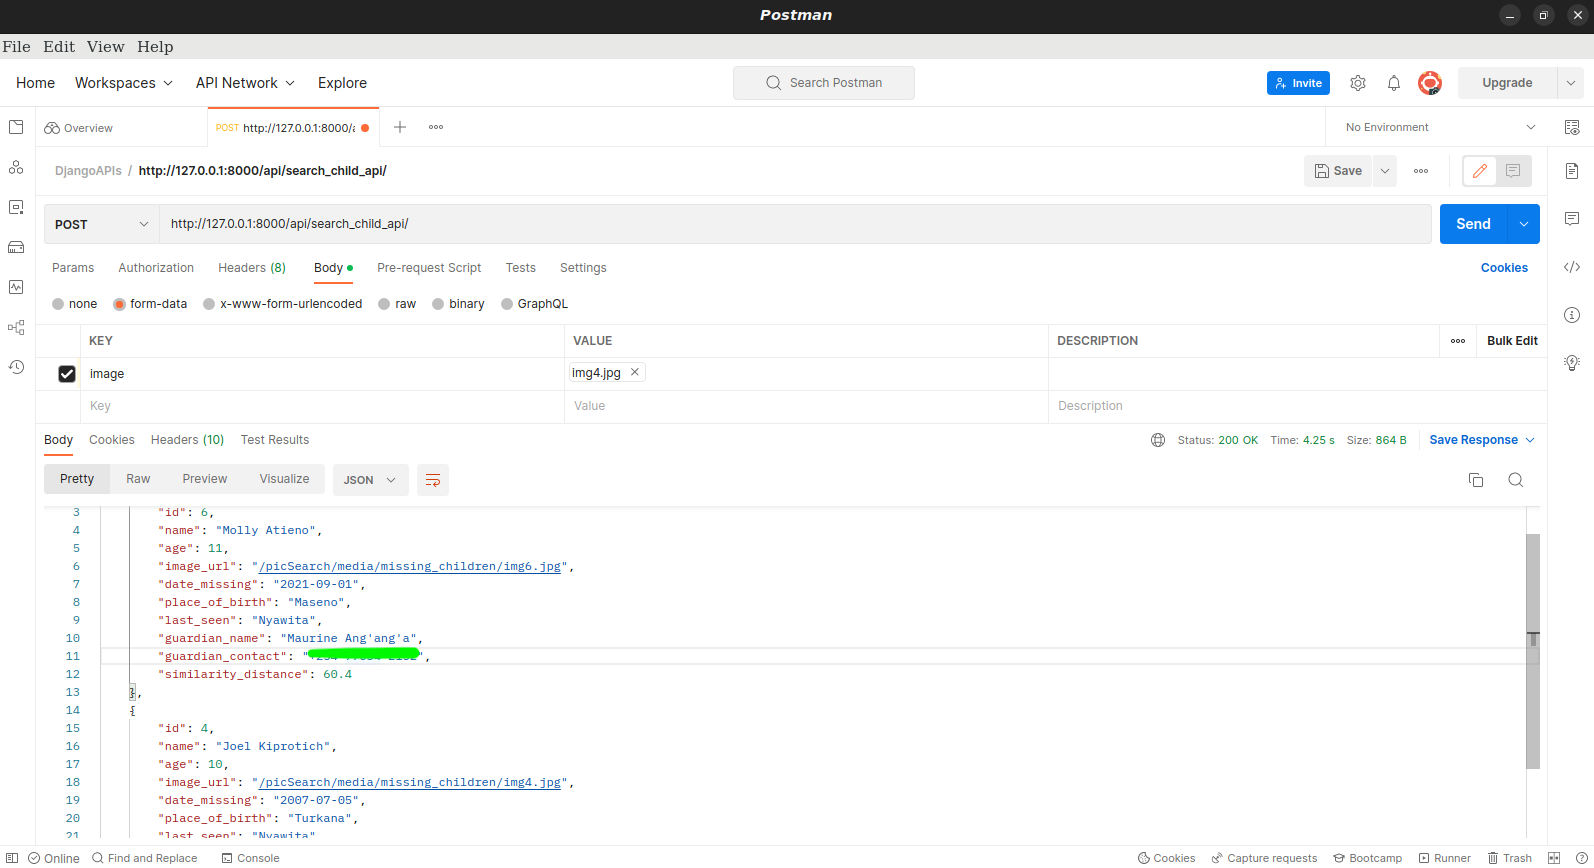 Postman
File Edit View Help
Home Workspaces API Network Explore
Search Postman
Invite
Upgrade
Overview
POST http://127.0.0.1:8000/a
No Environment
DjangoAPIs / http://127.0.0.1:8000/api/search_child_api/
Save
POST http://127.0.0.1:8000/api/search_child_api/
Send
Params Authorization Headers (8) Body Pre-request Script Tests Settings Cookies
none form-data x-www-form-urlencoded raw binary GraphQL
KEY VALUE DESCRIPTION Bulk Edit
image img4.jpg
Key Value Description
Body Cookies Headers (10) Test Results Status: 200 OK Time: 4.25 s Size: 864 B Save Response
Pretty Raw Preview Visualize JSON
3 "id": 6,
4 "name": "Molly Atieno",
5 "age": 11,
6 "image_url": "/picSearch/media/missing_children/img6.jpg",
7 "date_missing": "2021-09-01",
8 "place_of_birth": "Maseno",
9 "last_seen": "Nyawita",
10 "guardian_name": "Maurine Ang'ang'a",
11 "guardian_contact": "",
12 "similarity_distance": 60.4
13 },
14 {
15 "id": 4,
16 "name": "Joel Kiprotich",
17 "age": 10,
18 "image_url": "/picSearch/media/missing_children/img4.jpg",
19 "date_missing": "2007-07-05",
20 "place_of_birth": "Turkana",
21 "last_seen": "Nyawita"
Online Find and Replace Console Cookies Capture requests Bootcamp Runner Trash